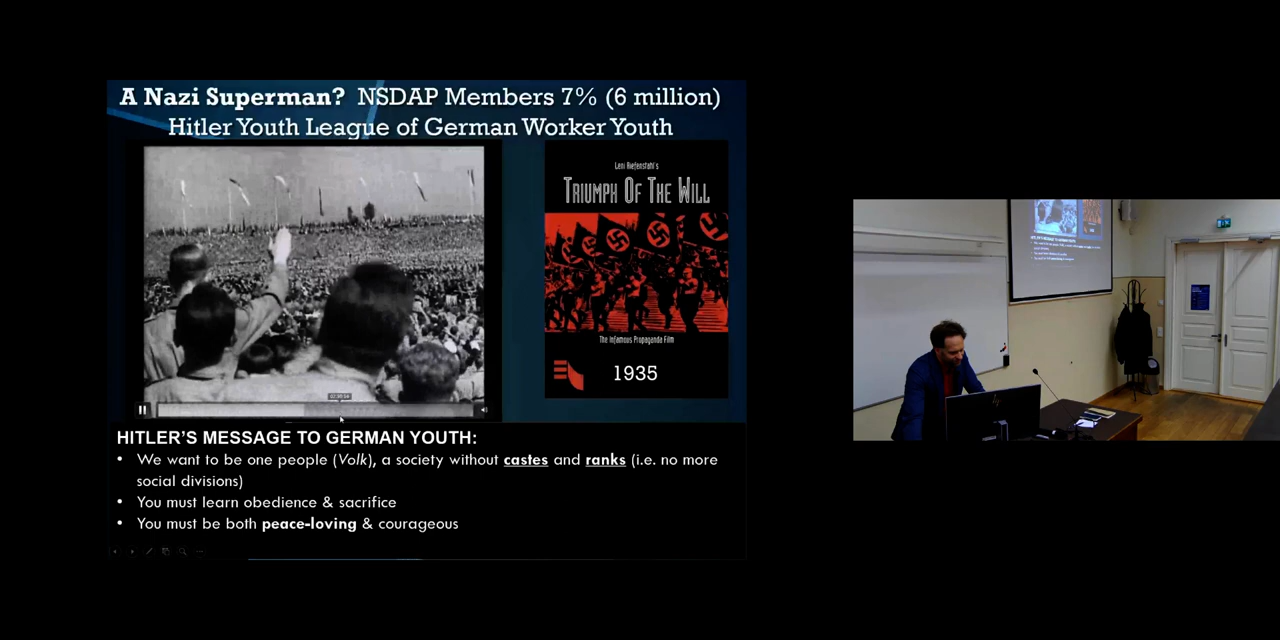 A Nazi Superman? NSDAP Members 7% (6 million)
Hitler Youth League of German Worker Youth
Leni Riefenstahl's
TRIUMPH OF THE WILL
The Infamous Propaganda Film
1935
HITLER'S MESSAGE TO GERMAN YOUTH:
• We want to be one people (Volk), a society without castes and ranks (i.e. no more
social divisions)
• You must learn obedience & sacrifice
• You must be both peace-loving & courageous